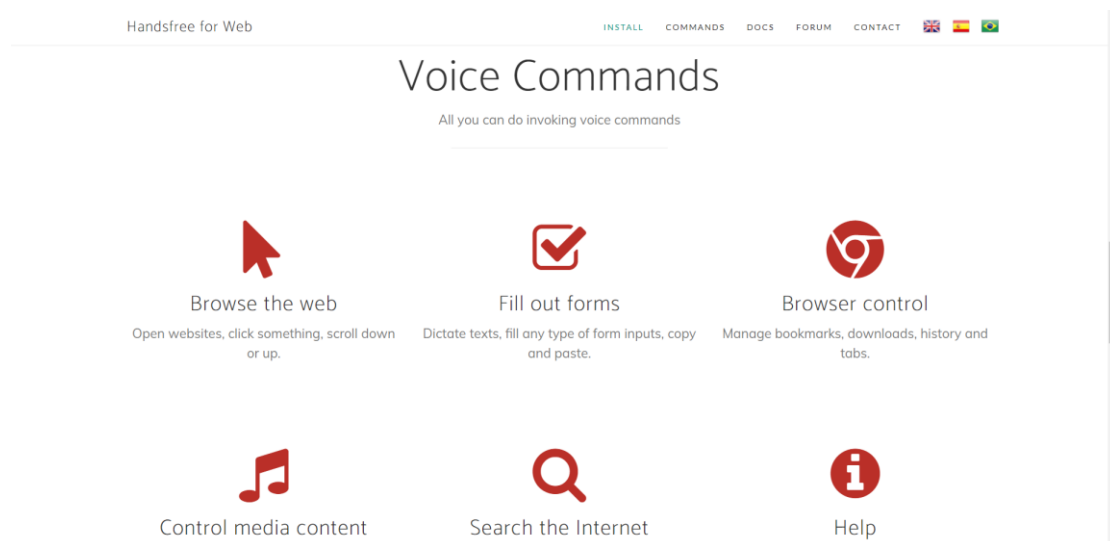 Handsfree for Web
INSTALL COMMANDS DOCS FORUM CONTACT
Voice Commands
All you can do invoking voice commands
Browse the web
Open websites, click something, scroll down
or up.
Fill out forms
Dictate texts, fill any type of form inputs, copy
and paste.
Browser control
Manage bookmarks, downloads, history and
tabs.
Control media content
Search the Internet
Help